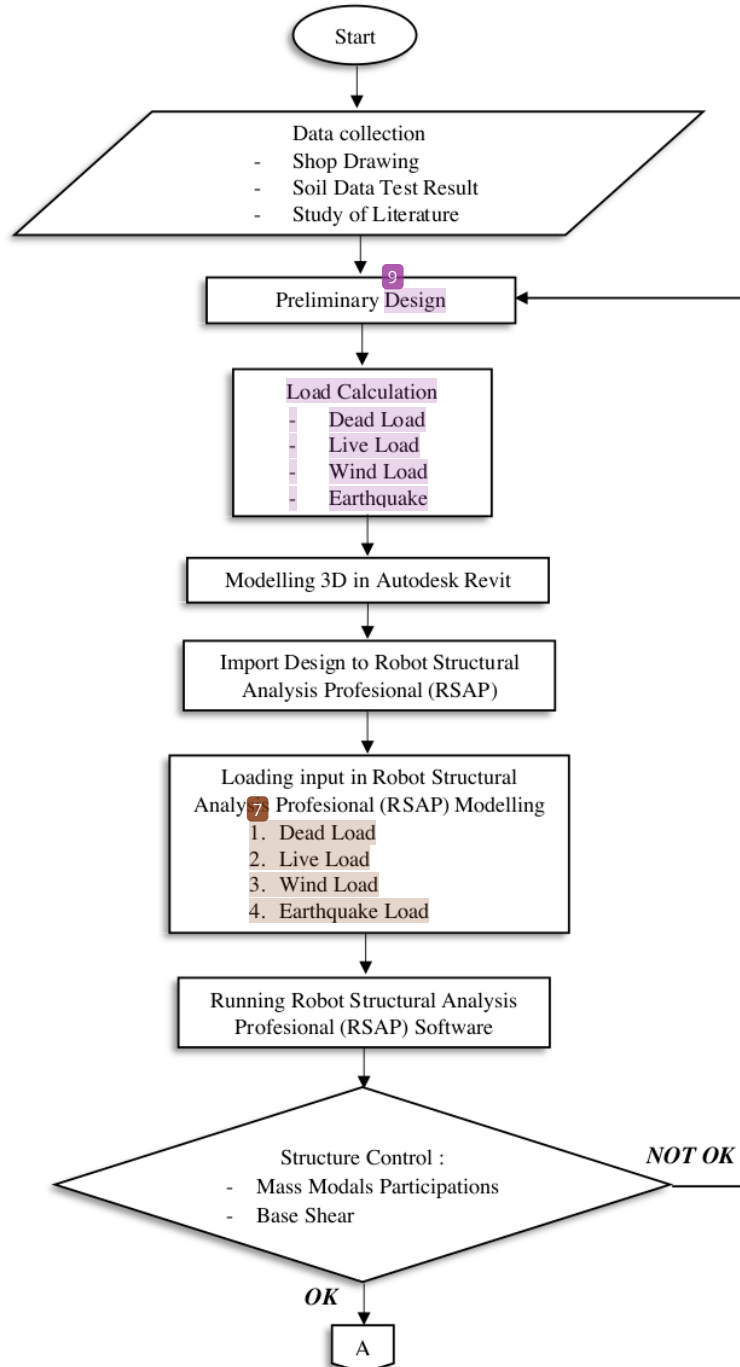 Start
Data collection
- Shop Drawing
- Soil Data Test Result
- Study of Literature
9
Preliminary Design
Load Calculation
- Dead Load
- Live Load
- Wind Load
- Earthquake
Modelling 3D in Autodesk Revit
Import Design to Robot Structural
Analysis Profesional (RSAP)
Loading input in Robot Structural
Analysis Profesional (RSAP) Modelling
7
1. Dead Load
2. Live Load
3. Wind Load
4. Earthquake Load
Running Robot Structural Analysis
Profesional (RSAP) Software
Structure Control :
- Mass Modals Participations
- Base Shear
NOT OK
OK
A